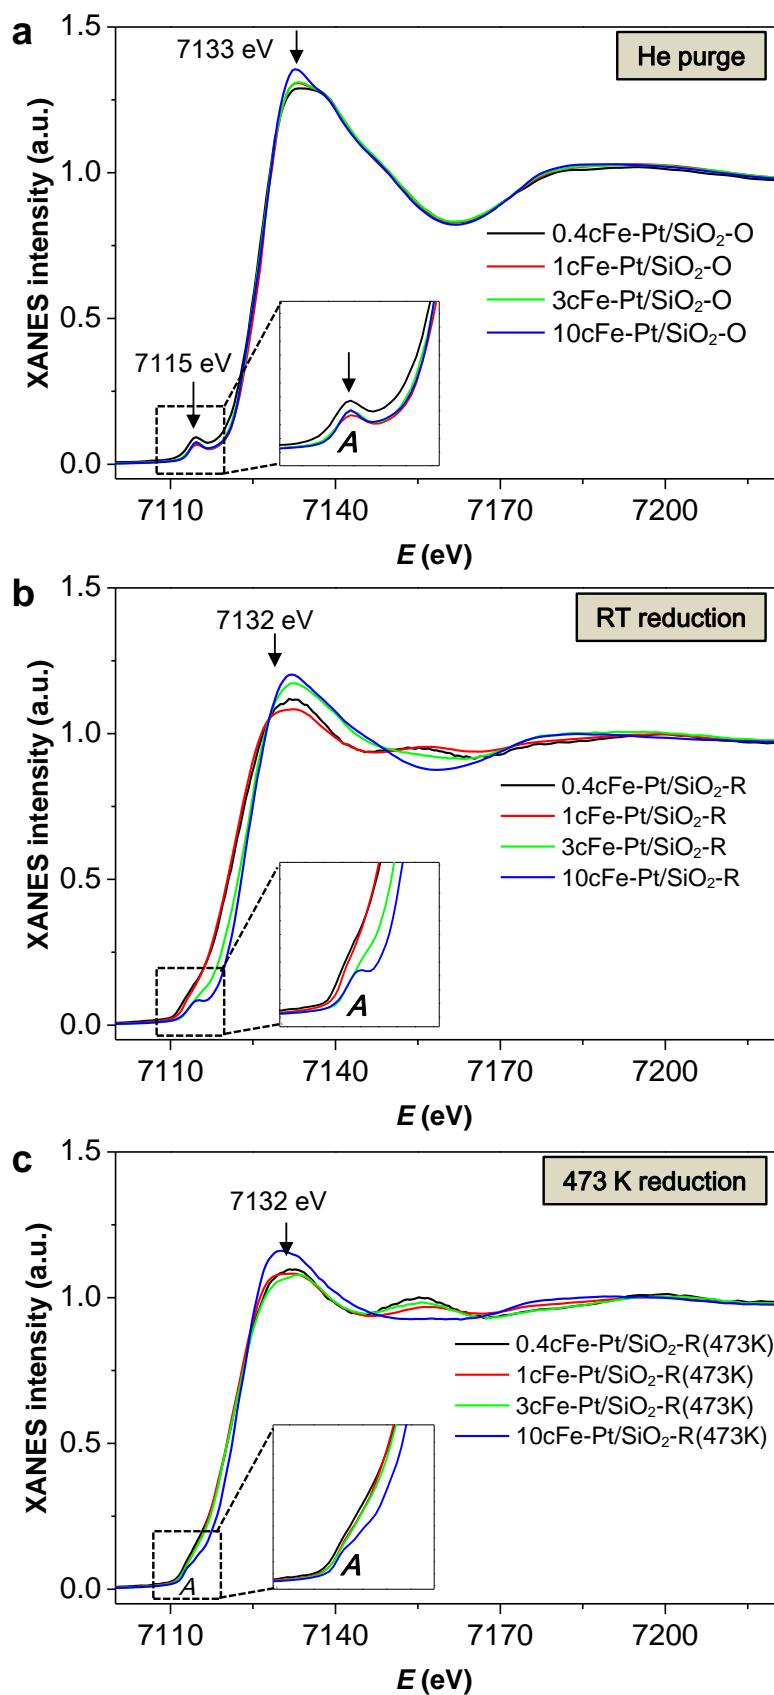 a
7133 eV
He purge
XANES intensity (a.u.)
1.5
1.0
0.5
0.0
7115 eV
A
0.4cFe-Pt/SiO₂-O
1cFe-Pt/SiO₂-O
3cFe-Pt/SiO₂-O
10cFe-Pt/SiO₂-O
7110 7140 7170 7200
E (eV)
b
7132 eV
RT reduction
XANES intensity (a.u.)
1.5
1.0
0.5
0.0
A
0.4cFe-Pt/SiO₂-R
1cFe-Pt/SiO₂-R
3cFe-Pt/SiO₂-R
10cFe-Pt/SiO₂-R
7110 7140 7170 7200
E (eV)
c
7132 eV
473 K reduction
XANES intensity (a.u.)
1.5
1.0
0.5
0.0
A
A
0.4cFe-Pt/SiO₂-R(473K)
1cFe-Pt/SiO₂-R(473K)
3cFe-Pt/SiO₂-R(473K)
10cFe-Pt/SiO₂-R(473K)
7110 7140 7170 7200
E (eV)